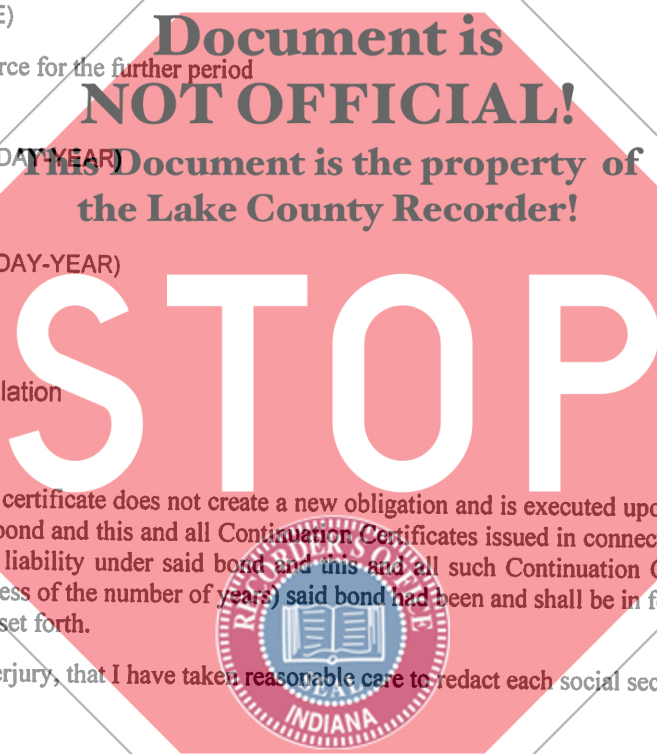 E)
Document is
rce for the further period
NOT OFFICIAL!
DAY-YEAR)
This Document is the property of
the Lake County Recorder!
DAY-YEAR)
STOP
lation
certificate does not create a new obligation and is executed upo
bond and this and all Continuation Certificates issued in connec
liability under said bond and this and all such Continuation C
ess of the number of years) said bond had been and shall be in f
set forth.
erjury, that I have taken reasonable care to redact each social sec
RECORDER'S OFFICE
SEAL
INDIANA